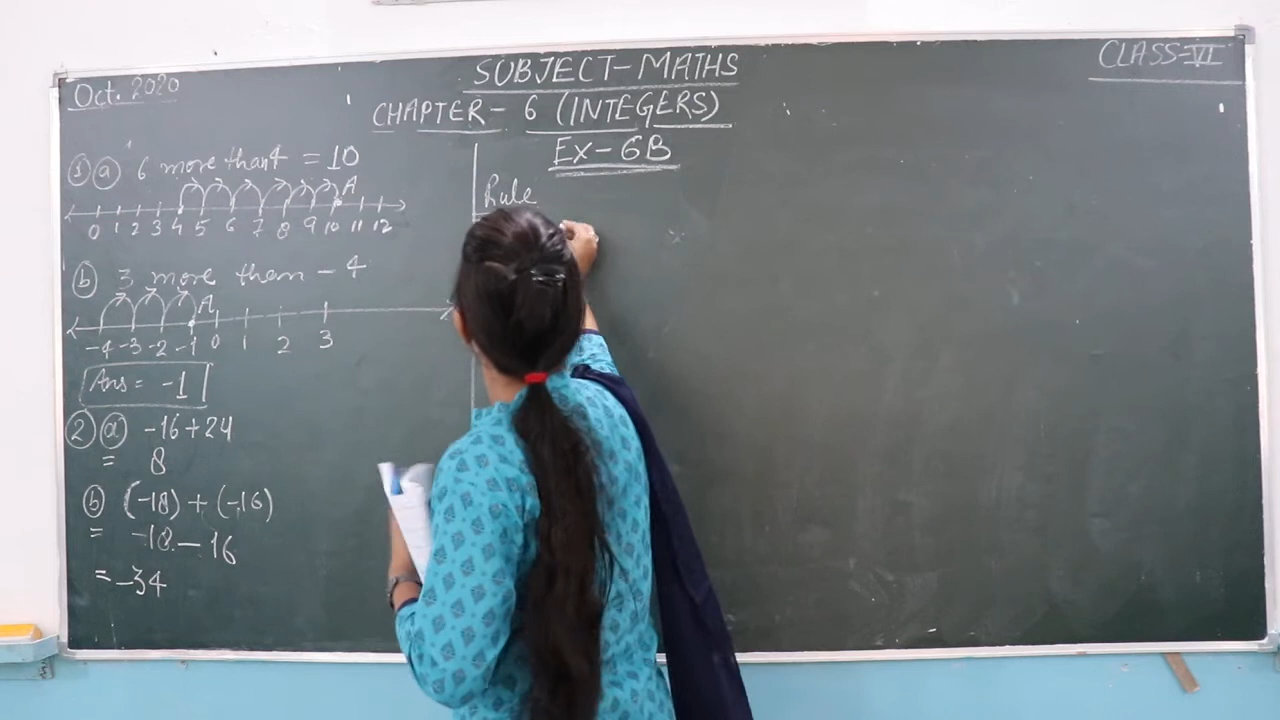 Oct. 2020
SUBJECT-MATHS
CLASS-VI
CHAPTER- 6 (INTEGERS)
Ex-6B
1 a 6 more than 4 = 10
A
0 1 2 3 4 5 6 7 8 9 10 11 12
b 3 more than - 4
A
-4 -3 -2 -1 0 1 2 3
Ans = -1
2 a -16+24
= 8
b (-18) + (-16)
= -18 - 16
= -34
Rule